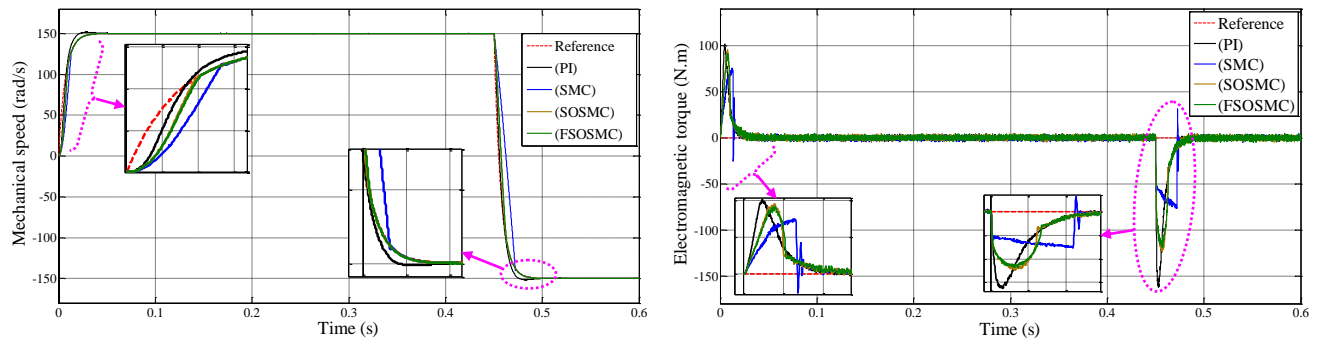 Mechanical speed (rad/s)
200
150
100
50
0
-50
-100
-150
-200
Reference
(PI)
(SMC)
(SOSMC)
(FSOSMC)
0 0.1 0.2 0.3 0.4 0.5 0.6
Time (s)
Electromagnetic torque (N.m)
100
50
0
-50
-100
-150
Reference
(PI)
(SMC)
(SOSMC)
(FSOSMC)
0 0.1 0.2 0.3 0.4 0.5 0.6
Time (s)